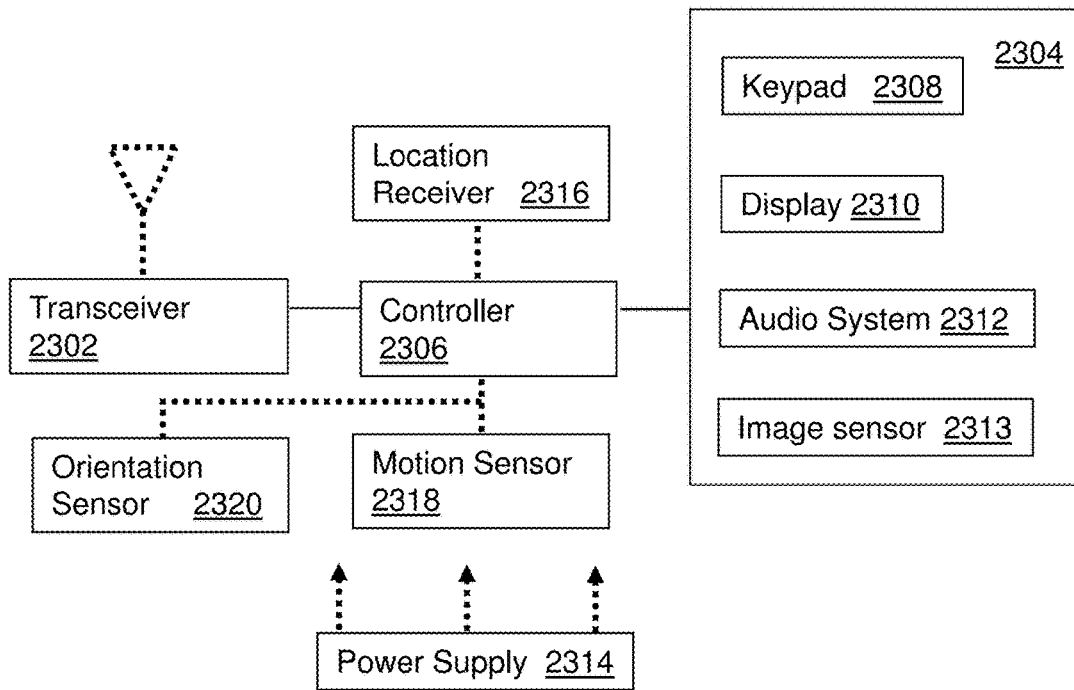 2304
Keypad 2308
Location
Receiver 2316
Display 2310
Transceiver
2302
Controller
2306
Audio System 2312
Image sensor 2313
Orientation
Sensor 2320
Motion Sensor
2318
Power Supply 2314